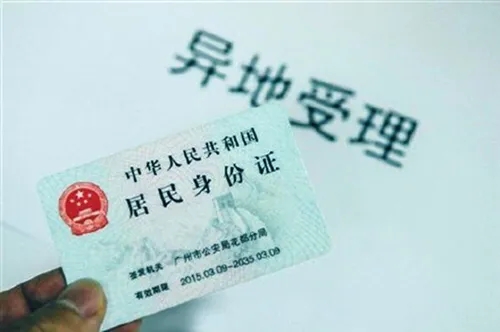 异地受理
中华人民共和国
居民身份证
签发机关 广州市公安局花都分局
有效期限 2015.03.09-2035.03.09